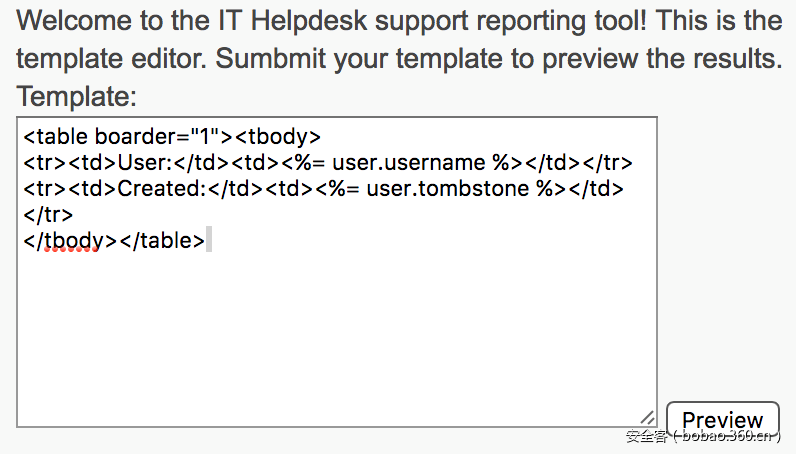 Welcome to the IT Helpdesk support reporting tool! This is the
template editor. Sumbmit your template to preview the results.
Template:
<table boarder="1"><tbody>
<tr><td>User:</td><td><%= user.username %></td></tr>
<tr><td>Created:</td><td><%= user.tombstone %></td>
</tr>
</tbody></table>
Preview
安全客（bobao.360.cn）